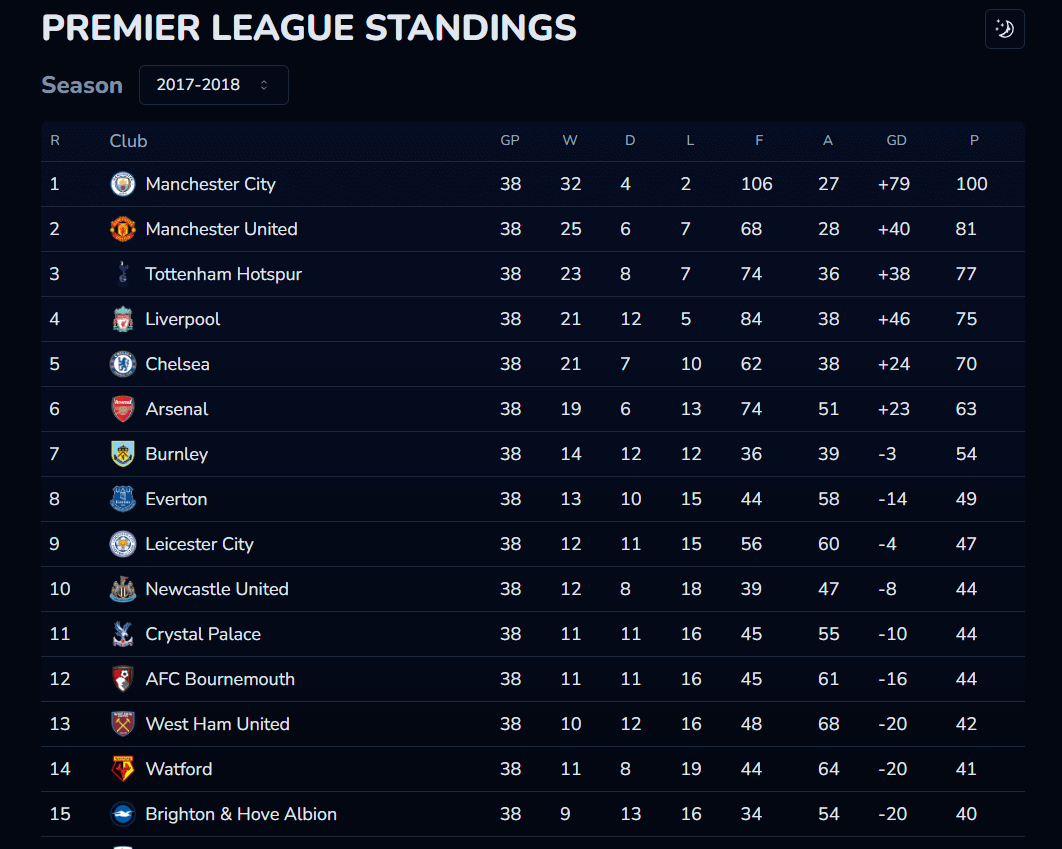 PREMIER LEAGUE STANDINGS
Season 2017-2018
R Club GP W D L F A GD P
1 Manchester City 38 32 4 2 106 27 +79 100
2 Manchester United 38 25 6 7 68 28 +40 81
3 Tottenham Hotspur 38 23 8 7 74 36 +38 77
4 Liverpool 38 21 12 5 84 38 +46 75
5 Chelsea 38 21 7 10 62 38 +24 70
6 Arsenal 38 19 6 13 74 51 +23 63
7 Burnley 38 14 12 12 36 39 -3 54
8 Everton 38 13 10 15 44 58 -14 49
9 Leicester City 38 12 11 15 56 60 -4 47
10 Newcastle United 38 12 8 18 39 47 -8 44
11 Crystal Palace 38 11 11 16 45 55 -10 44
12 AFC Bournemouth 38 11 11 16 45 61 -16 44
13 West Ham United 38 10 12 16 48 68 -20 42
14 Watford 38 11 8 19 44 64 -20 41
15 Brighton & Hove Albion 38 9 13 16 34 54 -20 40